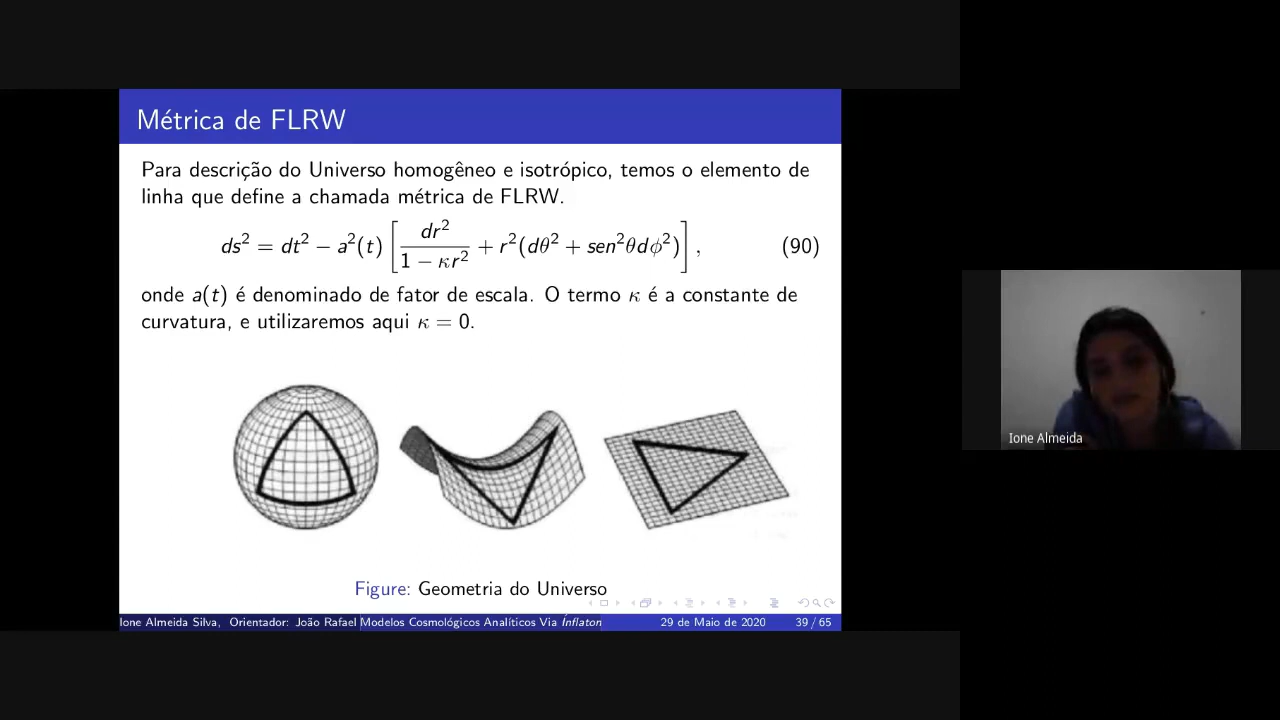 Métrica de FLRW
Para descrição do Universo homogêneo e isotrópico, temos o elemento de
linha que define a chamada métrica de FLRW.
ds² = dt² − a²(t) [ dr² / (1 − κr²) + r²(dθ² + sen²θdϕ²) ] , (90)
onde a(t) é denominado de fator de escala. O termo κ é a constante de
curvatura, e utilizaremos aqui κ = 0.
Figure: Geometria do Universo
Ione Almeida Silva, Orientador: João Rafael Modelos Cosmológicos Analíticos Via Inflaton 29 de Maio de 2020 39 / 65
Ione Almeida